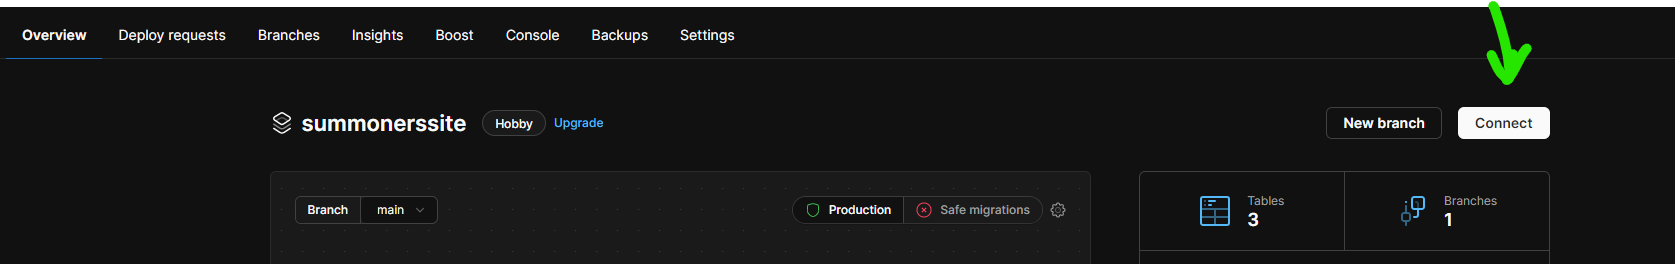 Overview Deploy requests Branches Insights Boost Console Backups Settings
summonerssite Hobby Upgrade New branch Connect
Branch main Production Safe migrations
Tables Branches
3 1